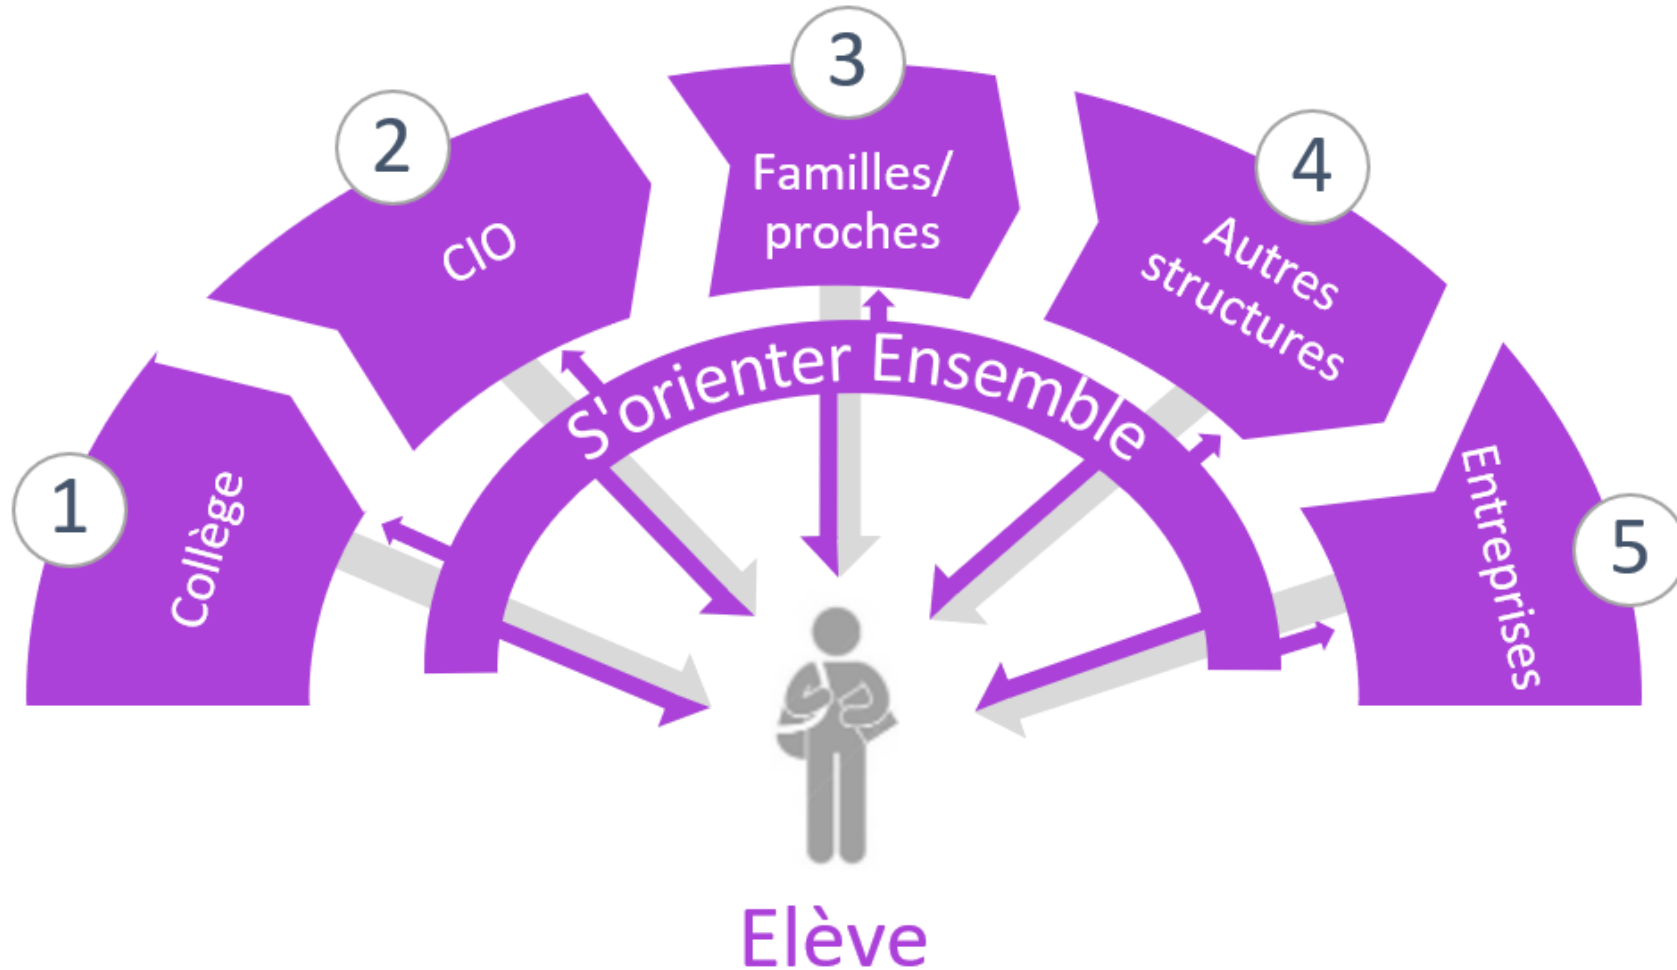 1
Collège
2
CIO
3
Familles/
proches
4
Autres
structures
5
Entreprises
S'orienter Ensemble
Elève